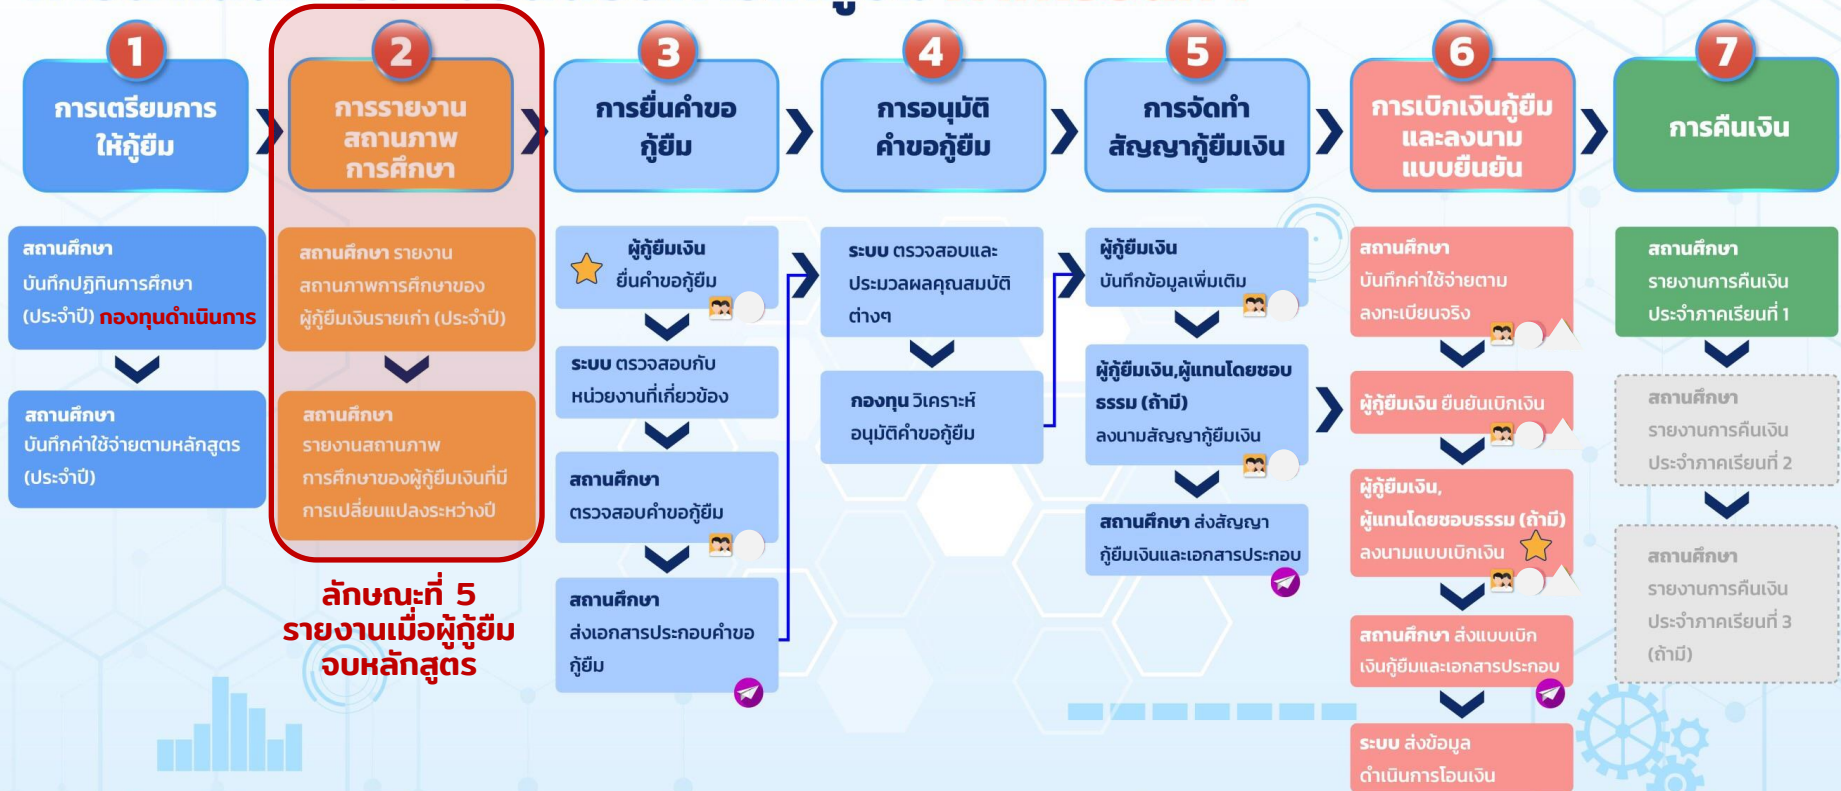 1
การเตรียมการ
ให้กู้ยืม
สถานศึกษา
บันทึกปฏิทินการศึกษา
(ประจำปี) กองทุนดำเนินการ
สถานศึกษา
บันทึกค่าใช้จ่ายตามหลักสูตร
(ประจำปี)
2
การรายงาน
สถานภาพ
การศึกษา
สถานศึกษา รายงาน
สถานภาพการศึกษาของ
ผู้กู้ยืมเงินรายเก่า (ประจำปี)
สถานศึกษา
รายงานสถานภาพ
การศึกษาของผู้กู้ยืมเงินที่มี
การเปลี่ยนแปลงระหว่างปี
ลักษณะที่ 5
รายงานเมื่อผู้กู้ยืม
จบหลักสูตร
3
การยื่นคำขอ
กู้ยืม
ผู้กู้ยืมเงิน
ยื่นคำขอกู้ยืม
ระบบ ตรวจสอบกับ
หน่วยงานที่เกี่ยวข้อง
สถานศึกษา
ตรวจสอบคำขอกู้ยืม
สถานศึกษา
ส่งเอกสารประกอบคำขอ
กู้ยืม
4
การอนุมัติ
คำขอกู้ยืม
ระบบ ตรวจสอบและ
ประมวลผลคุณสมบัติ
ต่างๆ
กองทุน วิเคราะห์
อนุมัติคำขอกู้ยืม
5
การจัดทำ
สัญญากู้ยืมเงิน
ผู้กู้ยืมเงิน
บันทึกข้อมูลเพิ่มเติม
ผู้กู้ยืมเงิน,ผู้แทนโดยชอบ
ธรรม (ถ้ามี)
ลงนามสัญญากู้ยืมเงิน
สถานศึกษา ส่งสัญญา
กู้ยืมเงินและเอกสารประกอบ
6
การเบิกเงินกู้ยืม
และลงนาม
แบบยืนยัน
สถานศึกษา
บันทึกค่าใช้จ่ายตาม
ลงทะเบียนจริง
ผู้กู้ยืมเงิน ยืนยันเบิกเงิน
ผู้กู้ยืมเงิน,
ผู้แทนโดยชอบธรรม (ถ้ามี)
ลงนามแบบเบิกเงิน
สถานศึกษา ส่งแบบเบิก
เงินกู้ยืมและเอกสารประกอบ
ระบบ ส่งข้อมูล
ดำเนินการโอนเงิน
7
การคืนเงิน
สถานศึกษา
รายงานการคืนเงิน
ประจำภาคเรียนที่ 1
สถานศึกษา
รายงานการคืนเงิน
ประจำภาคเรียนที่ 2
สถานศึกษา
รายงานการคืนเงิน
ประจำภาคเรียนที่ 3
(ถ้ามี)